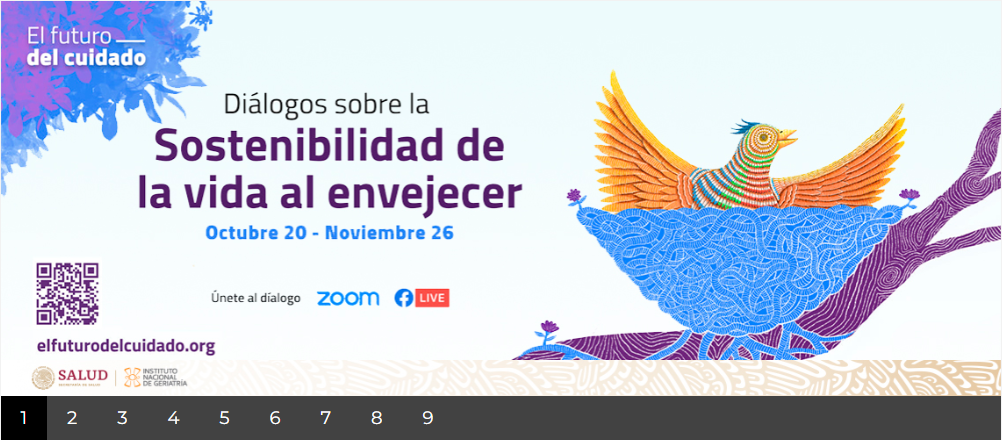 El futuro
del cuidado
Diálogos sobre la
Sostenibilidad de
la vida al envejecer
Octubre 20 - Noviembre 26
Únete al díalogo zoom LIVE
elfuturodelcuidado.org
SALUD
SECRETARÍA DE SALUD
INSTITUTO
NACIONAL
DE GERIATRÍA
1 2 3 4 5 6 7 8 9